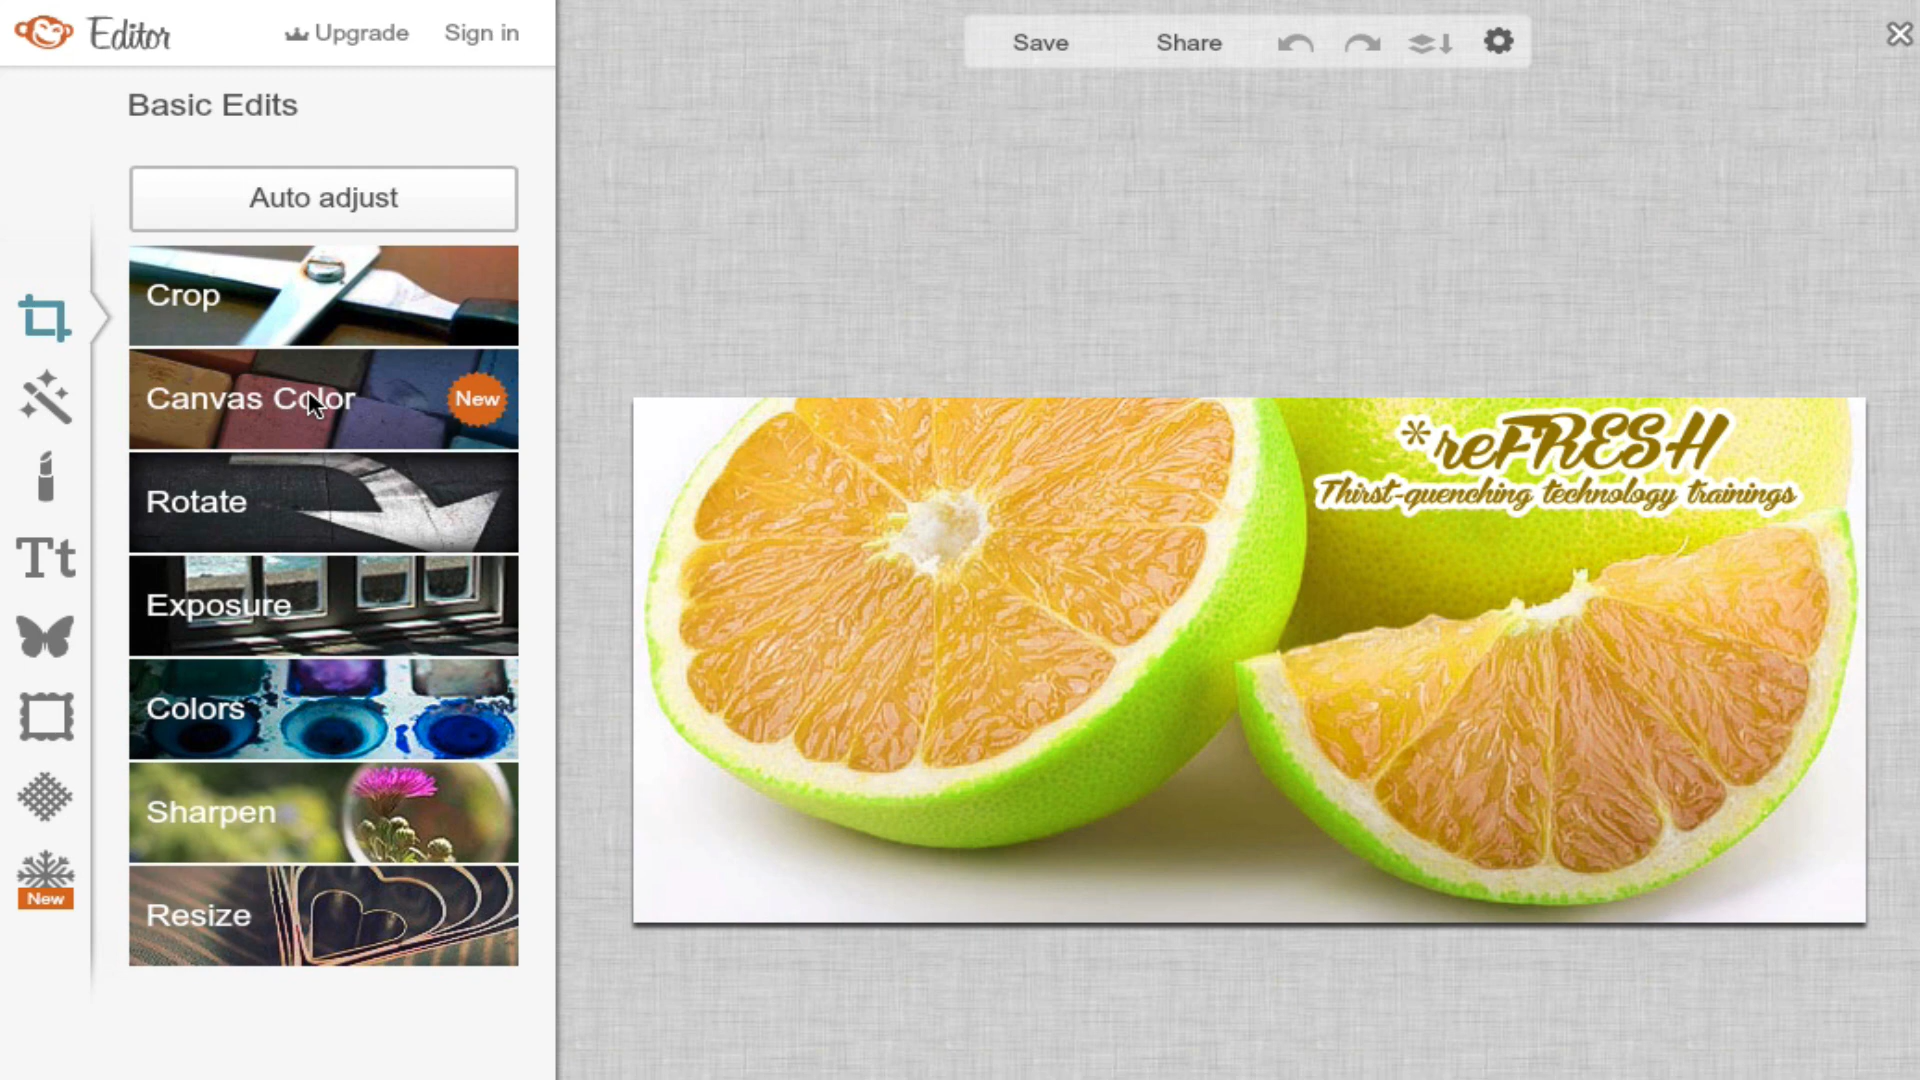 Editor
Upgrade
Sign in
Save
Share
Basic Edits
Auto adjust
Crop
Canvas Color
New
Rotate
Exposure
Colors
Sharpen
Resize
Tt
New
*reFRESH
Thirst-quenching technology trainings